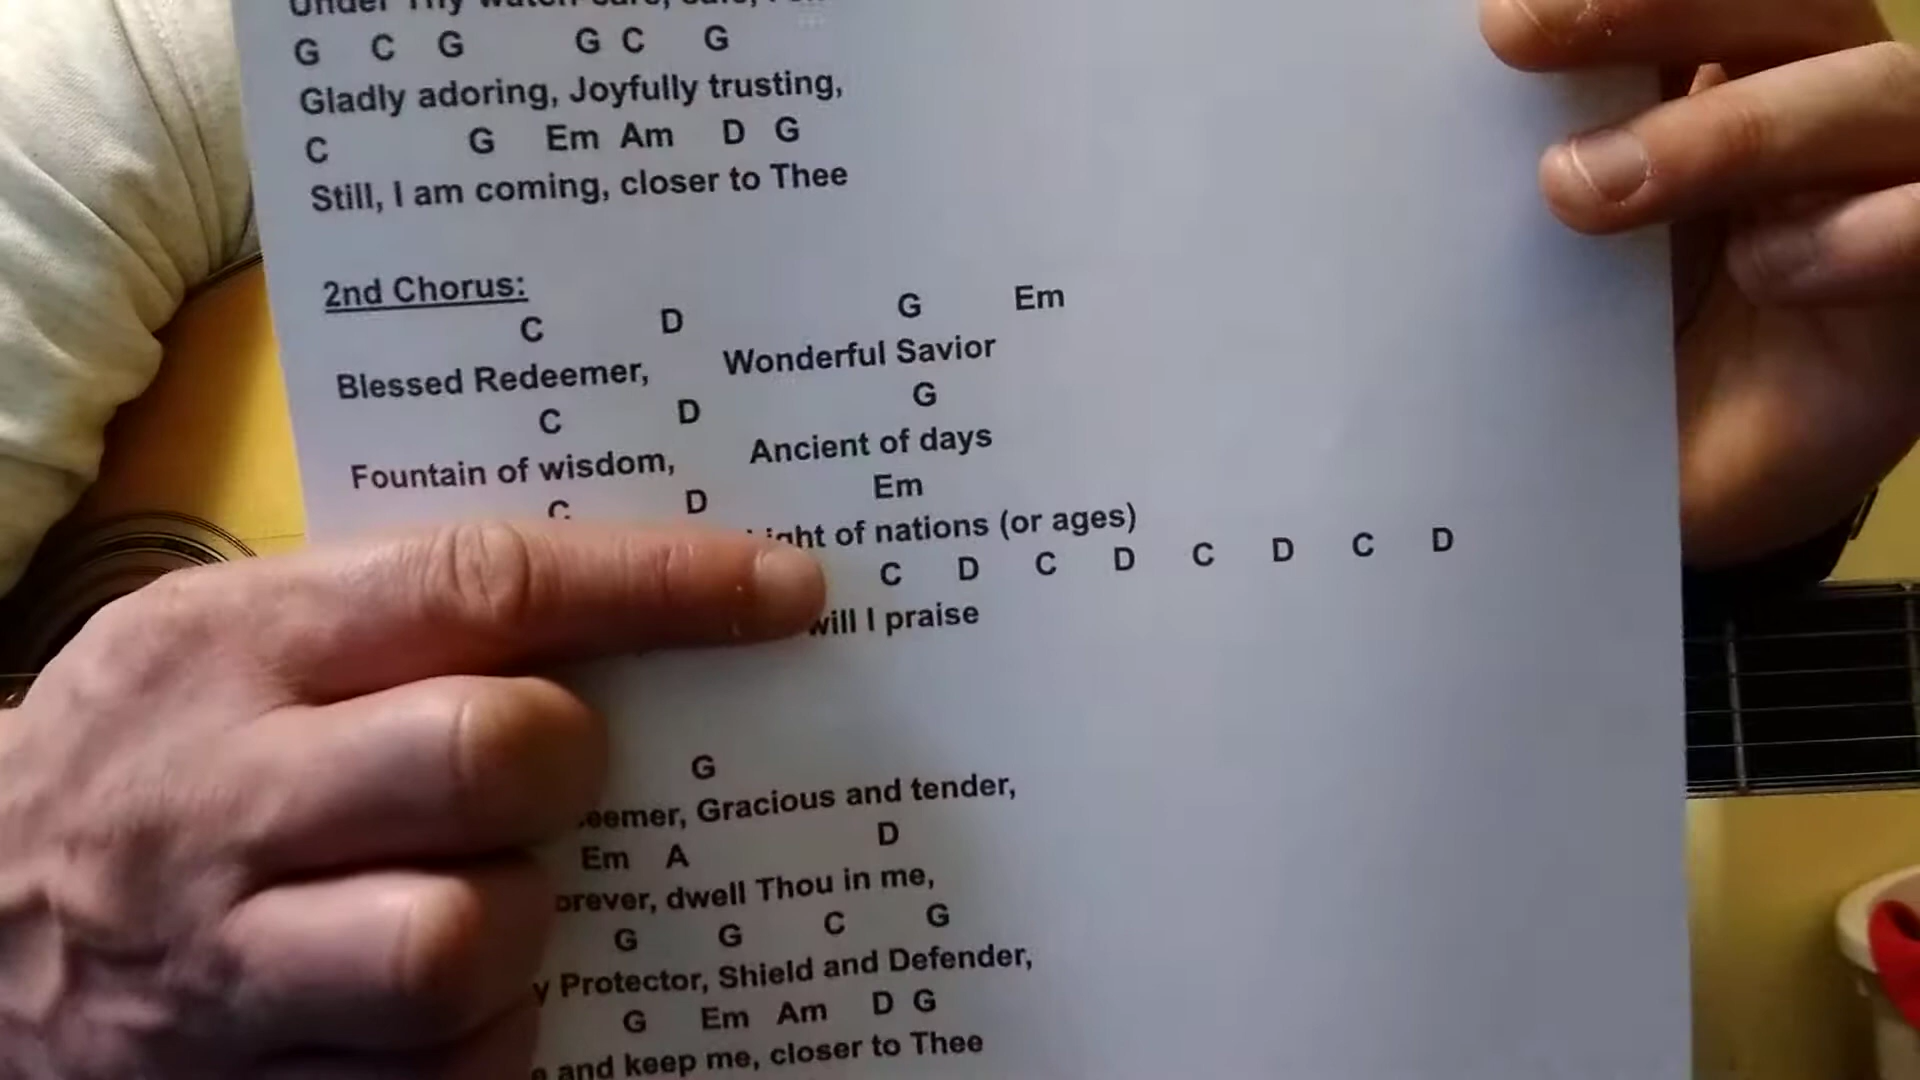 Under Thy
G C G G C G
Gladly adoring, Joyfully trusting,
C G Em Am D G
Still, I am coming, closer to Thee
2nd Chorus:
C D G Em
Blessed Redeemer, Wonderful Savior
C D G
Fountain of wisdom, Ancient of days
C D Em
of nations (or ages)
C D C D C D C D
will I praise
G
Gracious and tender,
Em A D
dwell Thou in me,
G G C G
Protector, Shield and Defender,
G Em Am D G
and keep me, closer to Thee